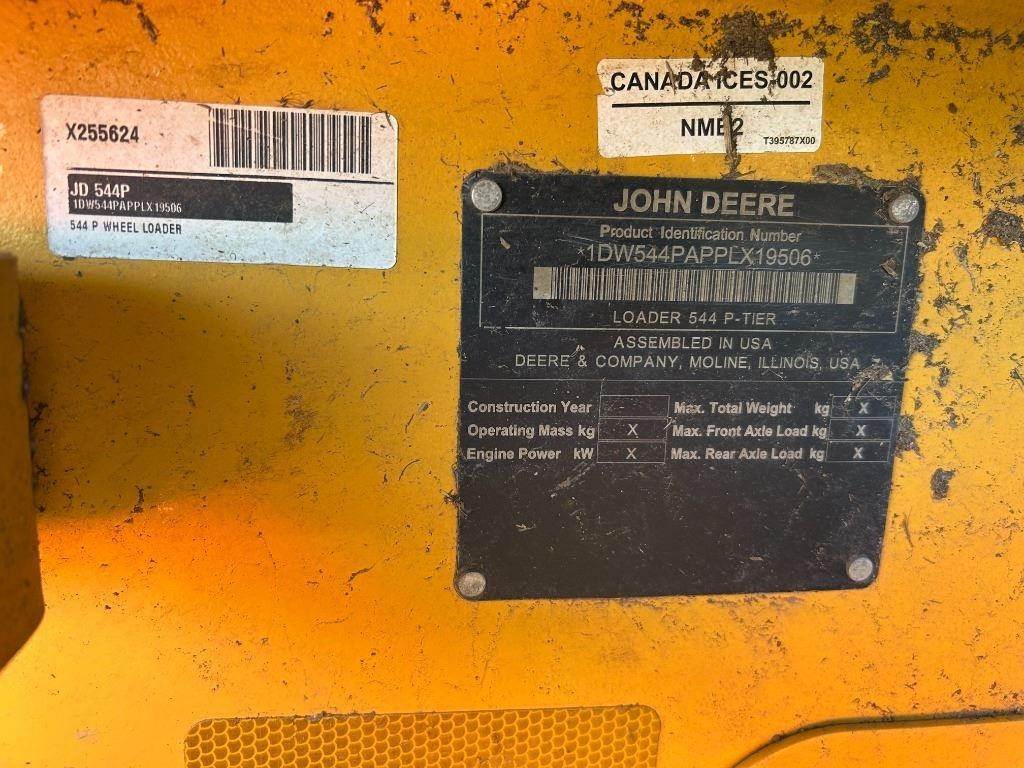 X255624
JD 544P
1DW544PAPPLX19506
544 P WHEEL LOADER
CANADA ICES-002
NMB2
T395787X00
JOHN DEERE
Product Identification Number
*1DW544PAPPLX19506*
LOADER 544 P-TIER
ASSEMBLED IN USA
DEERE & COMPANY, MOLINE, ILLINOIS, USA
Construction Year Max. Total Weight kg X
Operating Mass kg X Max. Front Axle Load kg X
Engine Power kW X Max. Rear Axle Load kg X